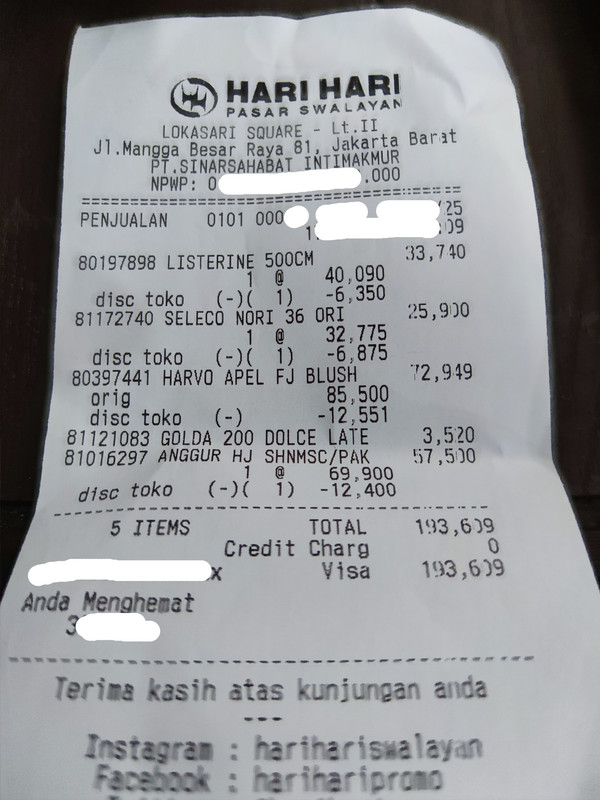 HARI HARI
PASAR SWALAYAN
LOKASARI SQUARE - Lt.II
Jl.Mangga Besar Raya 81, Jakarta Barat
PT.SINARSAHABAT INTIMAKMUR
NPWP: 0 .000
PENJUALAN 0101 000 /25
1 :09
80197898 LISTERINE 500CM 33,740
1 @ 40,090
disc toko (-)( 1) -6,350
81172740 SELECO NORI 36 ORI 25,900
1 @ 32,775
disc toko (-)( 1) -6,875
80397441 HARVO APEL FJ BLUSH 72,949
orig 85,500
disc toko (-) -12,551
81121083 GOLDA 200 DOLCE LATE 3,520
81016297 ANGGUR HJ SHNMSC/PAK 57,500
1 @ 69,900
disc toko (-)( 1) -12,400
5 ITEMS TOTAL 193,609
Credit Charg 0
x Visa 193,609
Anda Menghemat
3
Terima kasih atas kunjungan anda
---
Instagram : harihariswalayan
Facebook : hariharipromo